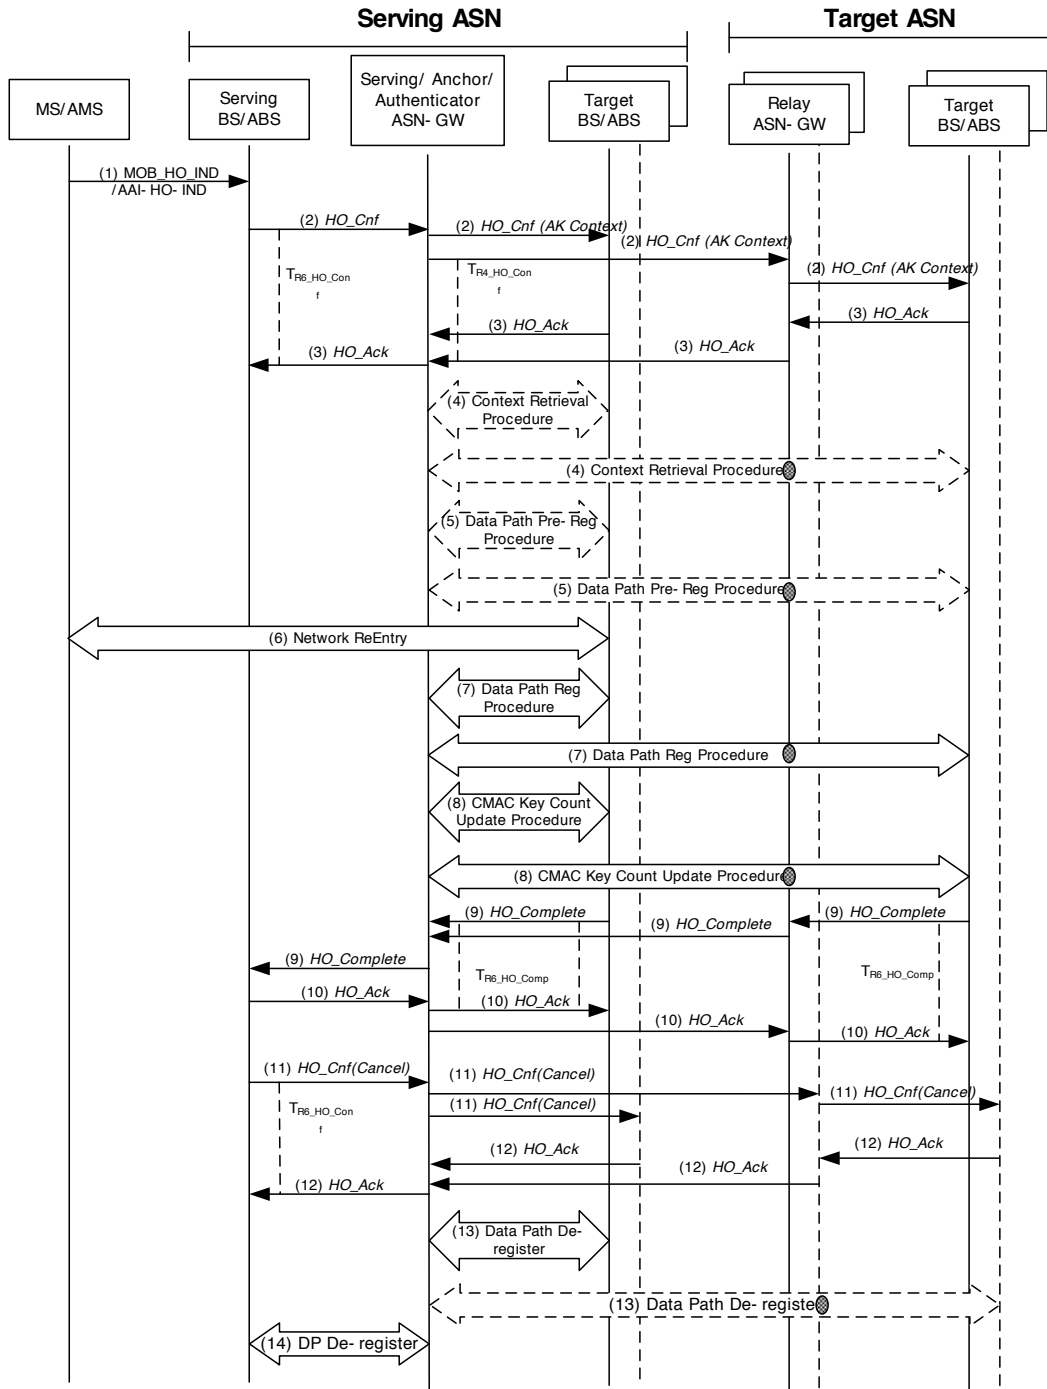 Serving ASN
Target ASN
MS/AMS
Serving
BS/ABS
Serving/ Anchor/
Authenticator
ASN- GW
Target
BS/ABS
Relay
ASN- GW
Target
BS/ABS
(1) MOB_HO_IND
/AAI- HO- IND
(2) HO_Cnf
(2) HO_Cnf (AK Context)
(2) HO_Cnf (AK Context)
(2) HO_Cnf (AK Context)
TR6_HO_Con
f
TR4_HO_Con
f
(3) HO_Ack
(3) HO_Ack
(3) HO_Ack
(3) HO_Ack
(4) Context Retrieval
Procedure
(4) Context Retrieval Procedure
(5) Data Path Pre- Reg
Procedure
(5) Data Path Pre- Reg Procedure
(6) Network ReEntry
(7) Data Path Reg
Procedure
(7) Data Path Reg Procedure
(8) CMAC Key Count
Update Procedure
(8) CMAC Key Count Update Procedure
(9) HO_Complete
(9) HO_Complete
(9) HO_Complete
(9) HO_Complete
TR6_HO_Comp
TR6_HO_Comp
(10) HO_Ack
(10) HO_Ack
(10) HO_Ack
(10) HO_Ack
(11) HO_Cnf(Cancel)
(11) HO_Cnf(Cancel)
(11) HO_Cnf(Cancel)
(11) HO_Cnf(Cancel)
TR6_HO_Con
f
(12) HO_Ack
(12) HO_Ack
(12) HO_Ack
(12) HO_Ack
(13) Data Path De-
register
(13) Data Path De- registe
(14) DP De- register